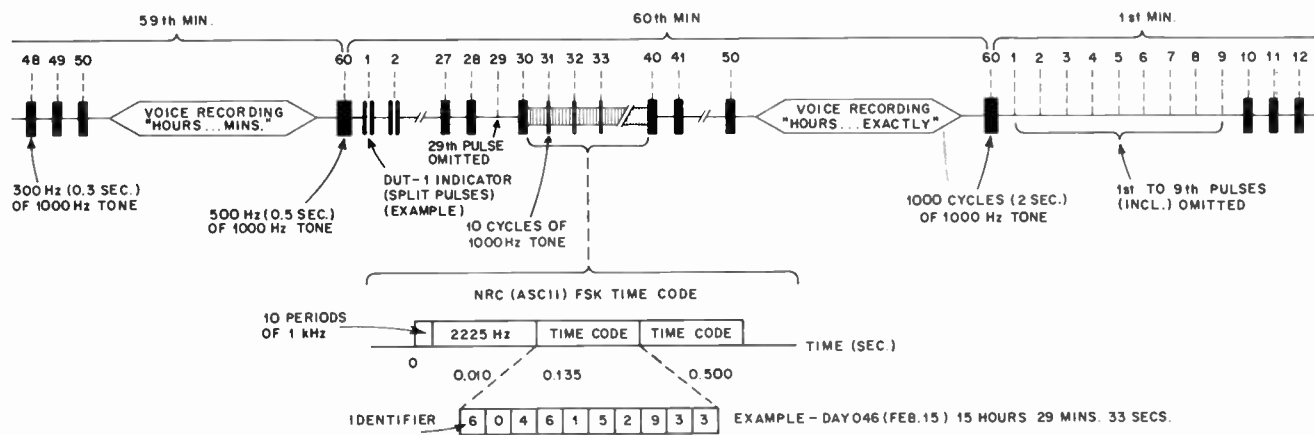 59th MIN.
60th MIN
1st MIN.
48 49 50 60 1 2 27 28 29 30 31 32 33 40 41 50 60 1 2 3 4 5 6 7 8 9 10 11 12
VOICE RECORDING
"HOURS...MINS."
VOICE RECORDING
"HOURS...EXACTLY"
300 Hz (0.3 SEC.)
OF 1000 Hz TONE
500 Hz (0.5 SEC.)
OF 1000 Hz TONE
DUT-1 INDICATOR
(SPLIT PULSES)
(EXAMPLE)
29th PULSE
OMITTED
10 CYCLES OF
1000 Hz TONE
1000 CYCLES (2 SEC.)
OF 1000 Hz TONE
1st TO 9th PULSES
(INCL.) OMITTED
NRC (ASCII) FSK TIME CODE
10 PERIODS
OF 1 kHz
2225 Hz
TIME CODE
TIME CODE
TIME (SEC.)
0
0.010
0.135
0.500
IDENTIFIER
6 0 4 6 1 5 2 9 3 3
EXAMPLE - DAY 046 (FEB. 15) 15 HOURS 29 MINS. 33 SECS.